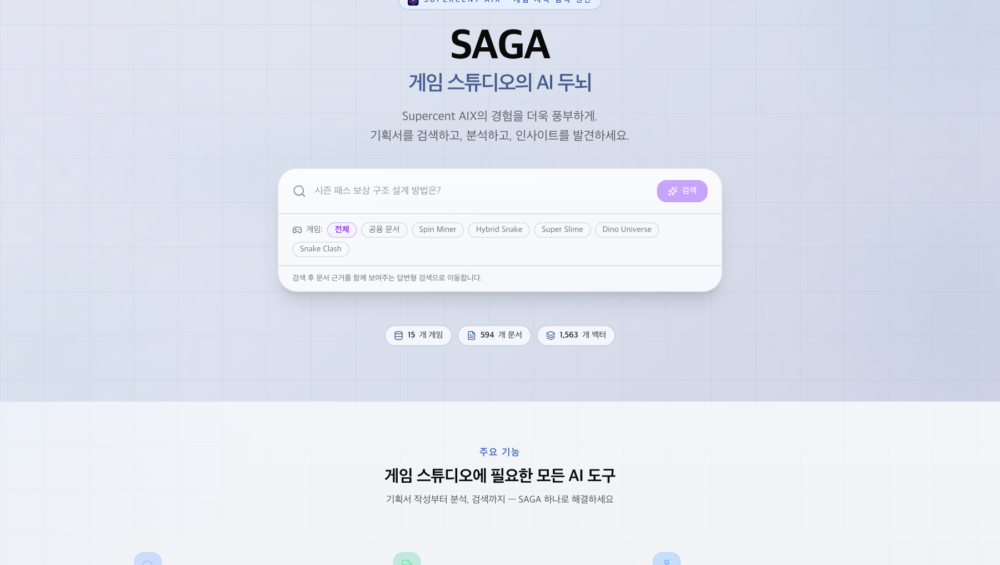 SUPERCENT AIX
SAGA
게임 스튜디오의 AI 두뇌
Supercent AIX의 경험을 더욱 풍부하게.
기획서를 검색하고, 분석하고, 인사이트를 발견하세요.
시즌 패스 보상 구조 설계 방법은?
검색
게임: 전체 공용 문서 Spin Miner Hybrid Snake Super Slime Dino Universe
Snake Clash
검색 후 문서 근거를 함께 보여주는 답변형 검색으로 이동합니다.
15 개 게임 594 개 문서 1,563 개 벡터
주요 기능
게임 스튜디오에 필요한 모든 AI 도구
기획서 작성부터 분석, 검색까지 — SAGA 하나로 해결하세요